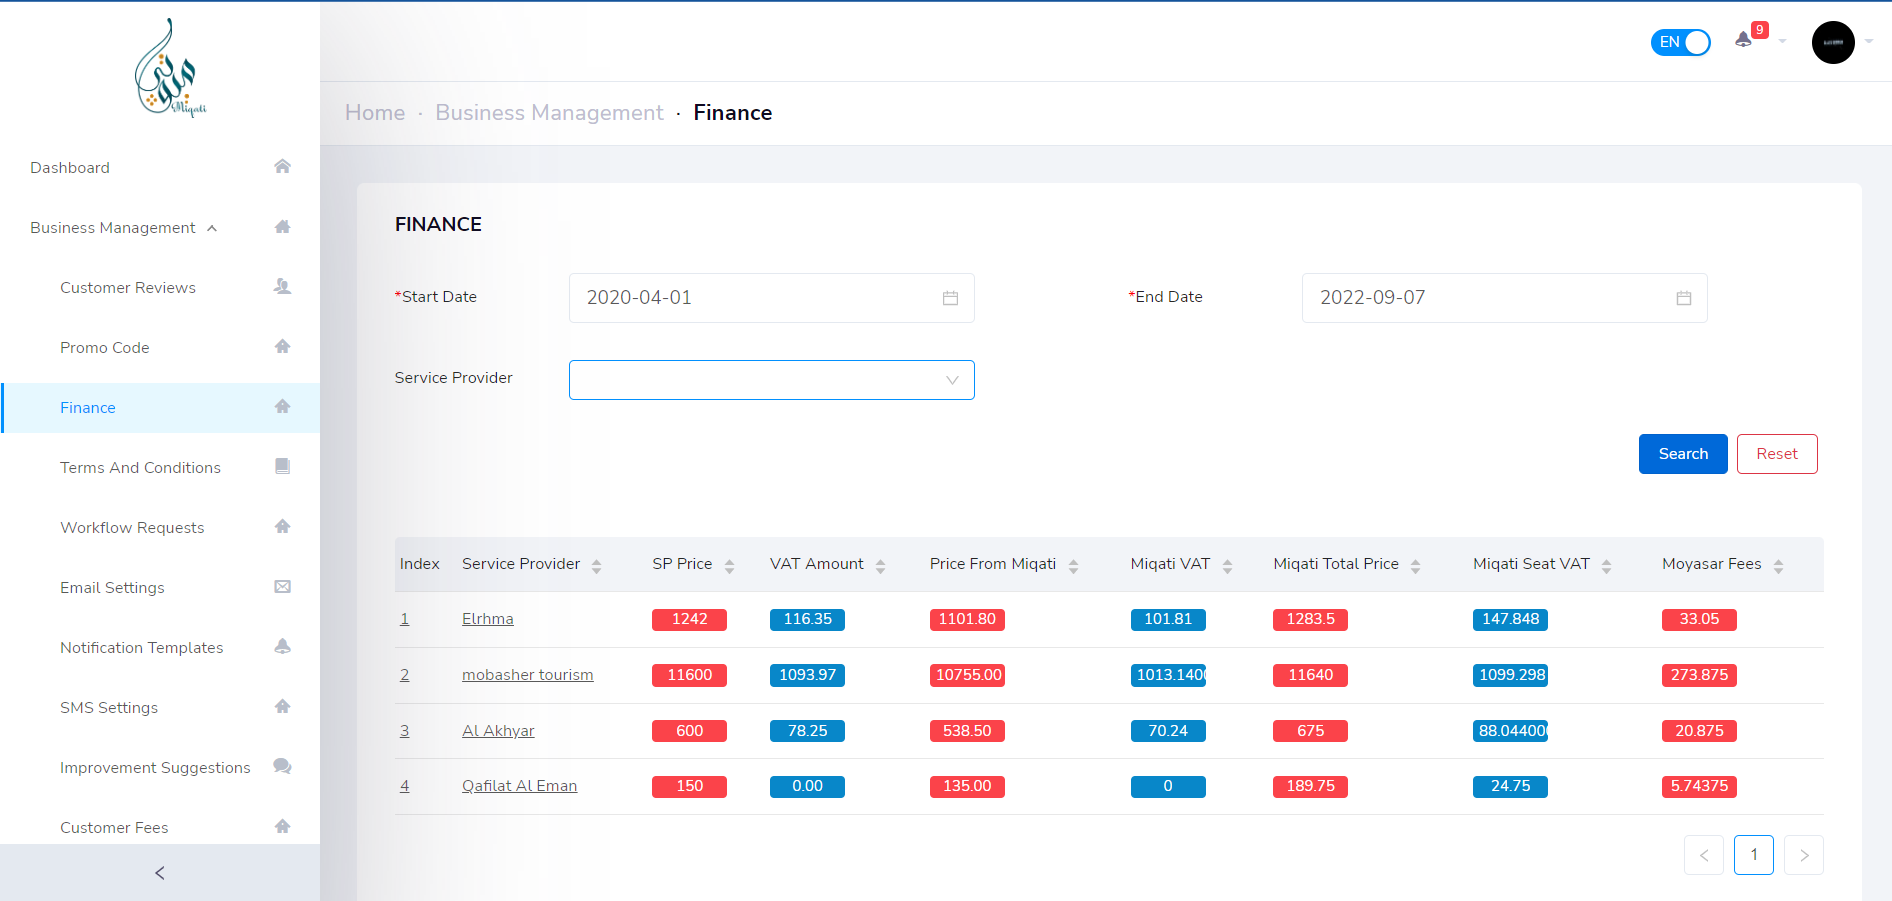 EN
9
Miqati
Home · Business Management · Finance
Dashboard
Business Management
Customer Reviews
Promo Code
Finance
Terms And Conditions
Workflow Requests
Email Settings
Notification Templates
SMS Settings
Improvement Suggestions
Customer Fees
FINANCE
*Start Date 2020-04-01 *End Date 2022-09-07
Service Provider
Search Reset
Index Service Provider SP Price VAT Amount Price From Miqati Miqati VAT Miqati Total Price Miqati Seat VAT Moyasar Fees
1 Elrhma 1242 116.35 1101.80 101.81 1283.5 147.848 33.05
2 mobasher tourism 11600 1093.97 10755.00 1013.140 11640 1099.298 273.875
3 Al Akhyar 600 78.25 538.50 70.24 675 88.04400 20.875
4 Qafilat Al Eman 150 0.00 135.00 0 189.75 24.75 5.74375
1